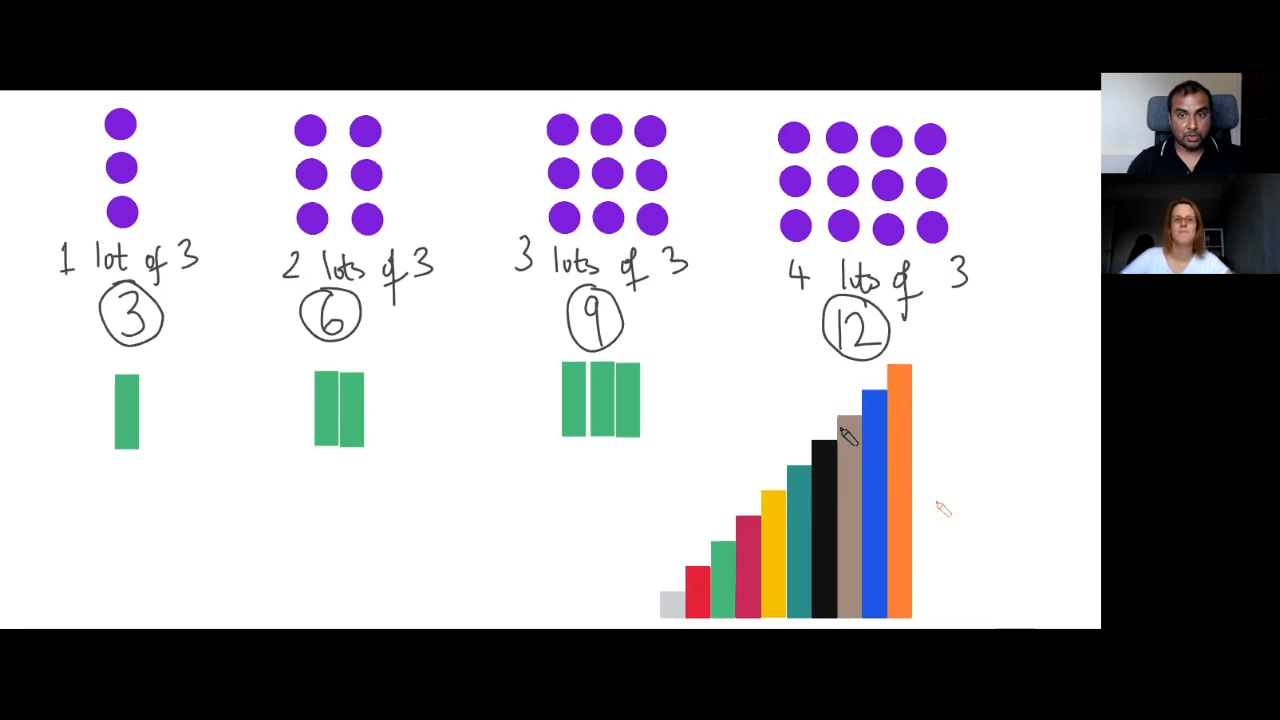 1 lot of 3
3
2 lots of 3
6
3 lots of 3
9
4 lots of 3
12